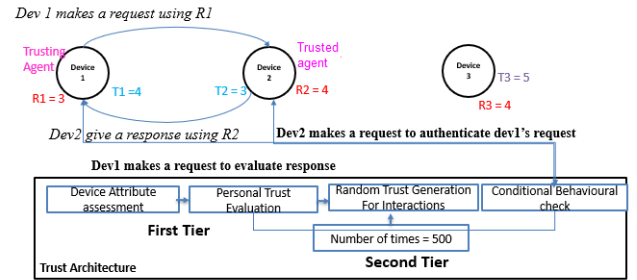 Dev 1 makes a request using R1
Trusting
Agent
Device
1
T1 =4
R1 = 3
Trusted
agent
Device
2
T2 = 3
R2 = 4
Device
3
T3 = 5
R3 = 4
Dev2 give a response using R2
Dev2 makes a request to authenticate dev1's request
Dev1 makes a request to evaluate response
Device Attribute
assessment
Personal Trust
Evaluation
Random Trust Generation
For Interactions
Conditional Behavioural
check
First Tier
Number of times = 500
Second Tier
Trust Architecture